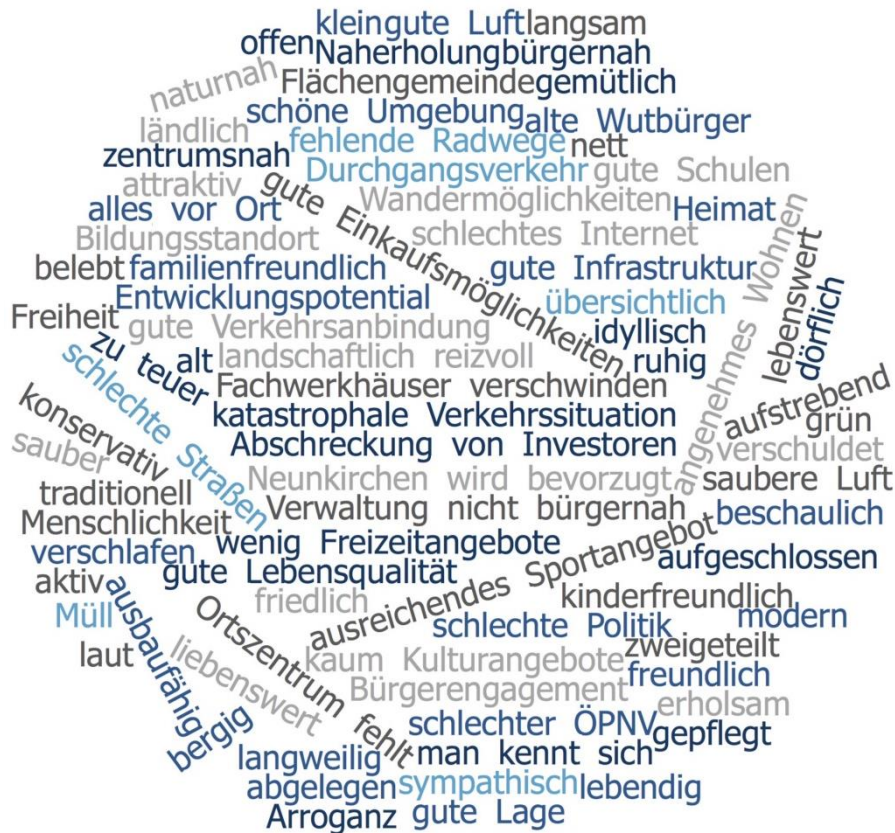 klein gute Luft langsam
offen Naherholung bürgernah
naturnah Flächengemeinde gemütlich
schöne Umgebung alte Wutbürger
ländlich fehlende Radwege nett
zentrumsnah Durchgangsverkehr gute Schulen
attraktiv gute Einkaufsmöglichkeiten Wandermöglichkeiten
alles vor Ort Heimat
Bildungsstandort schlechtes Internet angenehmes Wohnen
belebt familienfreundlich gute Infrastruktur
Entwicklungspotential übersichtlich lebenswert dörflich
Freiheit gute Verkehrsanbindung idyllisch
zu teuer alt landschaftlich reizvoll ruhig
schlechte Straßen Fachwerkhäuser verschwinden aufstrebend
konservativ katastrophale Verkehrssituation grün
sauber Abschreckung von Investoren verschuldet
Neunkirchen wird bevorzugt saubere Luft
traditionell Verwaltung nicht bürgernah
Menschlichkeit beschaulich
verschlafen wenig Freizeitangebote ausreichendes Sportangebot aufgeschlossen
aktiv gute Lebensqualität
ausbaufähig friedlich kinderfreundlich
Müll Ortszentrum fehlt schlechte Politik modern
laut liebenswert kaum Kulturangebote zweigeteilt
Bürgerengagement freundlich
erholsam
bergig schlechter ÖPNV gepflegt
langweilig man kennt sich
abgelegen sympathisch lebendig
Arroganz gute Lage